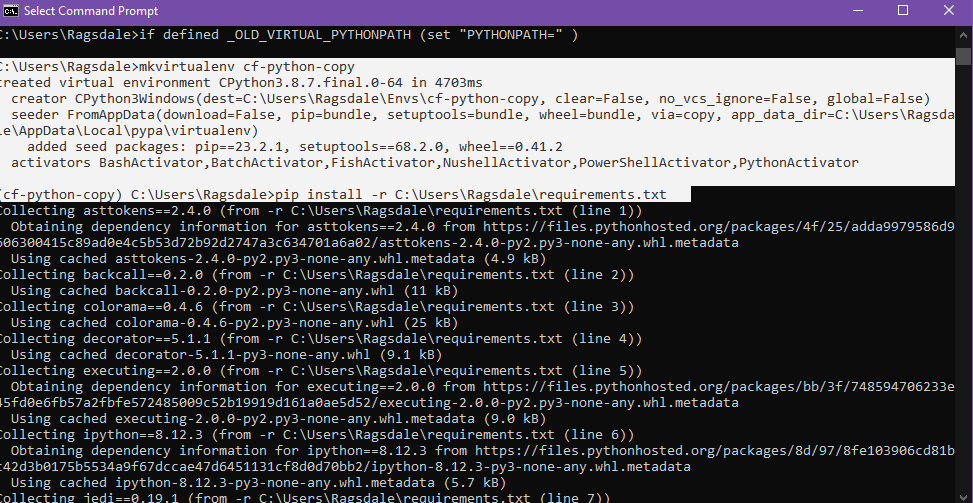 Select Command Prompt
C:\Users\Ragsdale>if defined _OLD_VIRTUAL_PYTHONPATH (set "PYTHONPATH=" )
C:\Users\Ragsdale>mkvirtualenv cf-python-copy
created virtual environment CPython3.8.7.final.0-64 in 4703ms
creator CPython3Windows(dest=C:\Users\Ragsdale\Envs\cf-python-copy, clear=False, no_vcs_ignore=False, global=False)
seeder FromAppData(download=False, pip=bundle, setuptools=bundle, wheel=bundle, via=copy, app_data_dir=C:\Users\Ragsda
le\AppData\Local\pypa\virtualenv)
added seed packages: pip==23.2.1, setuptools==68.2.0, wheel==0.41.2
activators BashActivator,BatchActivator,FishActivator,NushellActivator,PowerShellActivator,PythonActivator
(cf-python-copy) C:\Users\Ragsdale>pip install -r C:\Users\Ragsdale\requirements.txt
Collecting asttokens==2.4.0 (from -r C:\Users\Ragsdale\requirements.txt (line 1))
Obtaining dependency information for asttokens==2.4.0 from https://files.pythonhosted.org/packages/4f/25/adda9979586d9
606300415c89ad0e4c5b53d72b92d2747a3c634701a6a02/asttokens-2.4.0-py2.py3-none-any.whl.metadata
Using cached asttokens-2.4.0-py2.py3-none-any.whl.metadata (4.9 kB)
Collecting backcall==0.2.0 (from -r C:\Users\Ragsdale\requirements.txt (line 2))
Using cached backcall-0.2.0-py2.py3-none-any.whl (11 kB)
Collecting colorama==0.4.6 (from -r C:\Users\Ragsdale\requirements.txt (line 3))
Using cached colorama-0.4.6-py2.py3-none-any.whl (25 kB)
Collecting decorator==5.1.1 (from -r C:\Users\Ragsdale\requirements.txt (line 4))
Using cached decorator-5.1.1-py3-none-any.whl (9.1 kB)
Collecting executing==2.0.0 (from -r C:\Users\Ragsdale\requirements.txt (line 5))
Obtaining dependency information for executing==2.0.0 from https://files.pythonhosted.org/packages/bb/3f/748594706233e
45fd0e6fb57a2fbfe572485009c52b19919d161a0ae5d52/executing-2.0.0-py2.py3-none-any.whl.metadata
Using cached executing-2.0.0-py2.py3-none-any.whl.metadata (9.0 kB)
Collecting ipython==8.12.3 (from -r C:\Users\Ragsdale\requirements.txt (line 6))
Obtaining dependency information for ipython==8.12.3 from https://files.pythonhosted.org/packages/8d/97/8fe103906cd81b
c42d3b0175b5534a9f67dccae47d6451131cf8d0d70bb2/ipython-8.12.3-py3-none-any.whl.metadata
Using cached ipython-8.12.3-py3-none-any.whl.metadata (5.7 kB)
Collecting jedi==0.19.1 (from -r C:\Users\Ragsdale\requirements.txt (line 7))